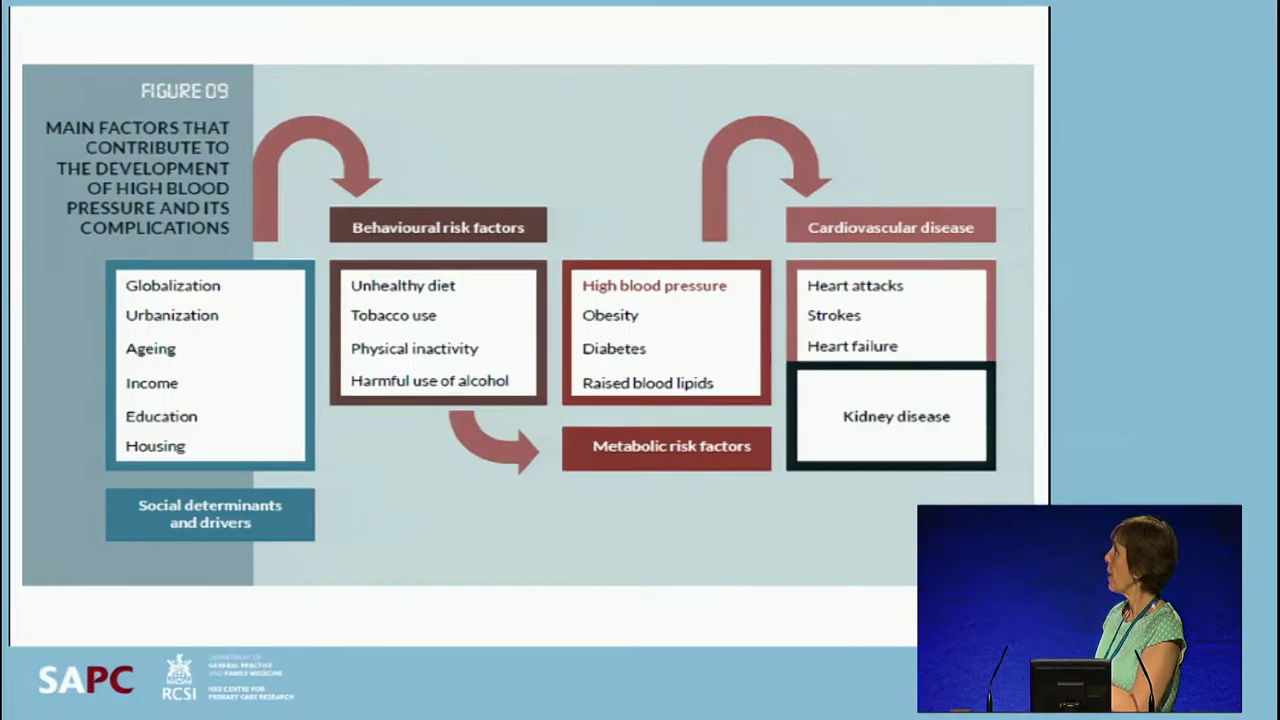 FIGURE 09
MAIN FACTORS THAT
CONTRIBUTE TO
THE DEVELOPMENT
OF HIGH BLOOD
PRESSURE AND ITS
COMPLICATIONS
Globalization
Urbanization
Ageing
Income
Education
Housing
Social determinants
and drivers
Behavioural risk factors
Unhealthy diet
Tobacco use
Physical inactivity
Harmful use of alcohol
High blood pressure
Obesity
Diabetes
Raised blood lipids
Metabolic risk factors
Cardiovascular disease
Heart attacks
Strokes
Heart failure
Kidney disease
SAPC
RCSI
DEPARTMENT OF
GENERAL PRACTICE
AND FAMILY MEDICINE
HRB CENTRE FOR
PRIMARY CARE RESEARCH